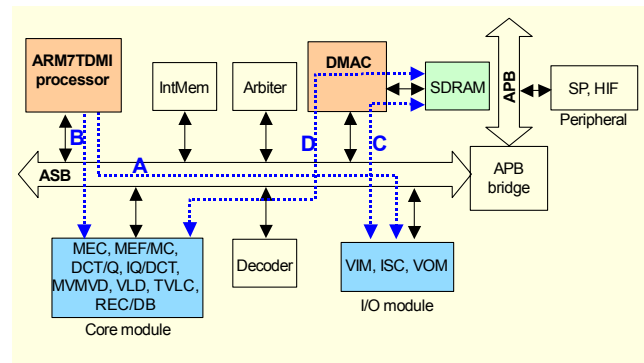 ARM7TDMI
processor
IntMem
Arbiter
DMAC
SDRAM
APB
SP, HIF
Peripheral
B
A
D
C
ASB
APB
bridge
MEC, MEF/MC,
DCT/Q, IQ/DCT,
MVMVD, VLD, TVLC,
REC/DB
Core module
Decoder
VIM, ISC, VOM
I/O module